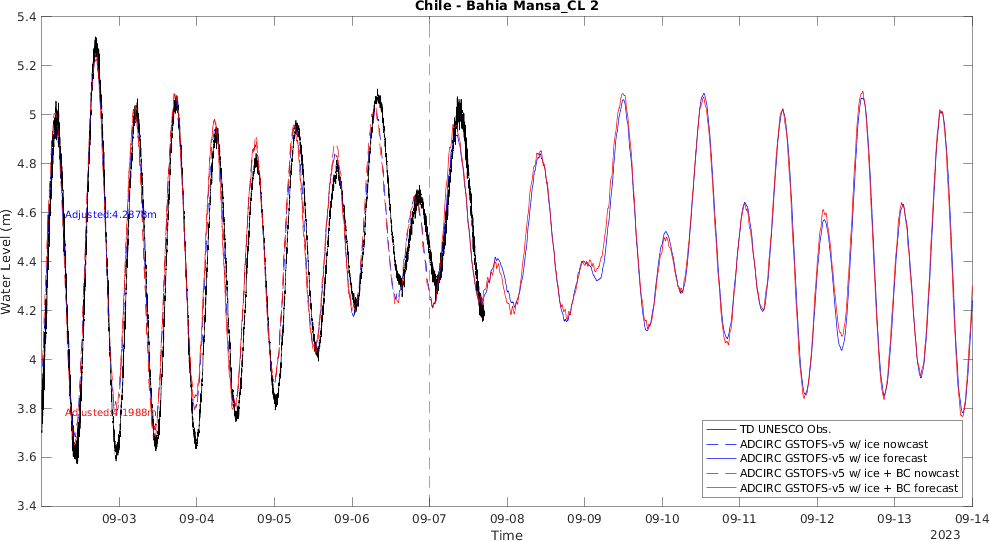 Chile - Bahia Mansa_CL 2
5.4
5.2
5
4.8
4.6
4.4
4.2
4
3.8
3.6
3.4
Water Level (m)
Adjusted:4.2878m
Adjusted:4.1988m
TD UNESCO Obs.
ADCIRC GSTOFS-v5 w/ ice nowcast
ADCIRC GSTOFS-v5 w/ ice forecast
ADCIRC GSTOFS-v5 w/ ice + BC nowcast
ADCIRC GSTOFS-v5 w/ ice + BC forecast
09-03 09-04 09-05 09-06 09-07 09-08 09-09 09-10 09-11 09-12 09-13 09-14
Time
2023